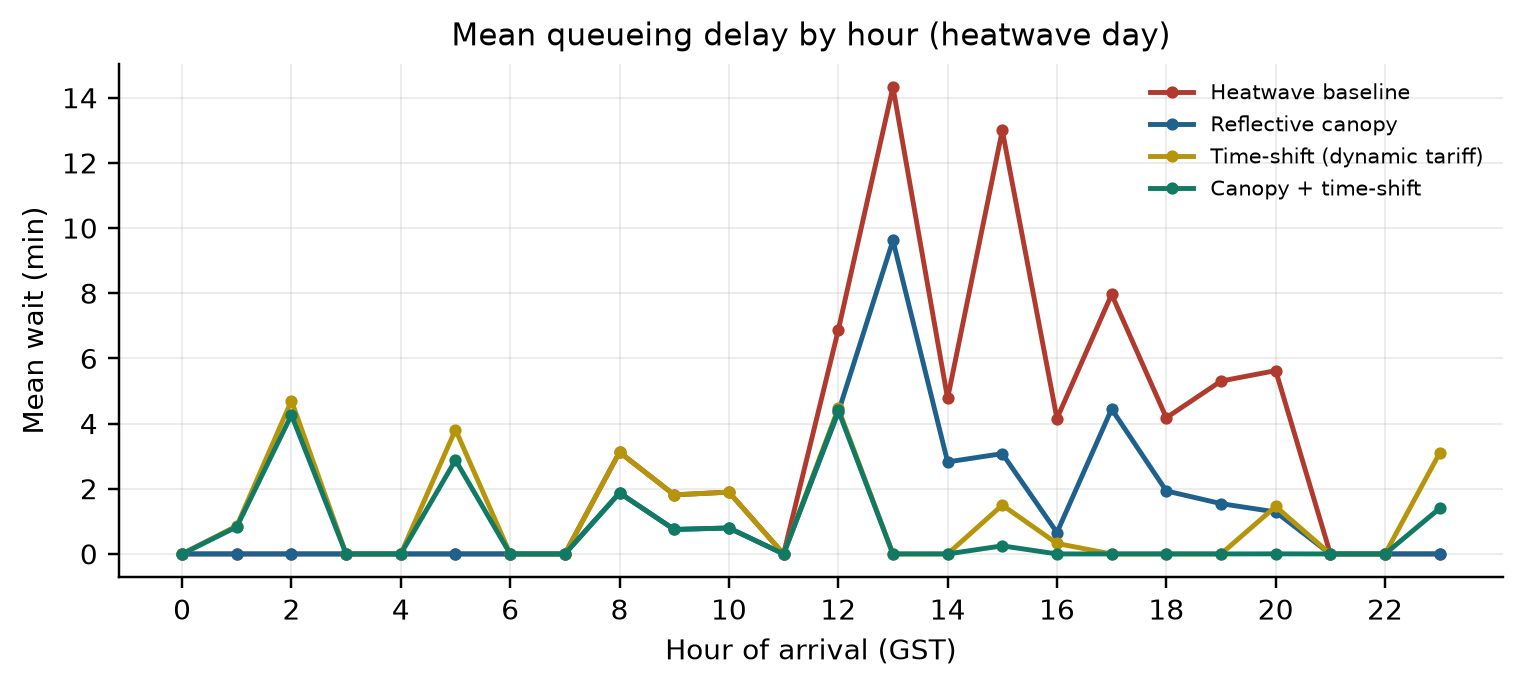 Mean queueing delay by hour (heatwave day)
Heatwave baseline
Reflective canopy
Time-shift (dynamic tariff)
Canopy + time-shift
Mean wait (min)
14
12
10
8
6
4
2
0
0 2 4 6 8 10 12 14 16 18 20 22
Hour of arrival (GST)